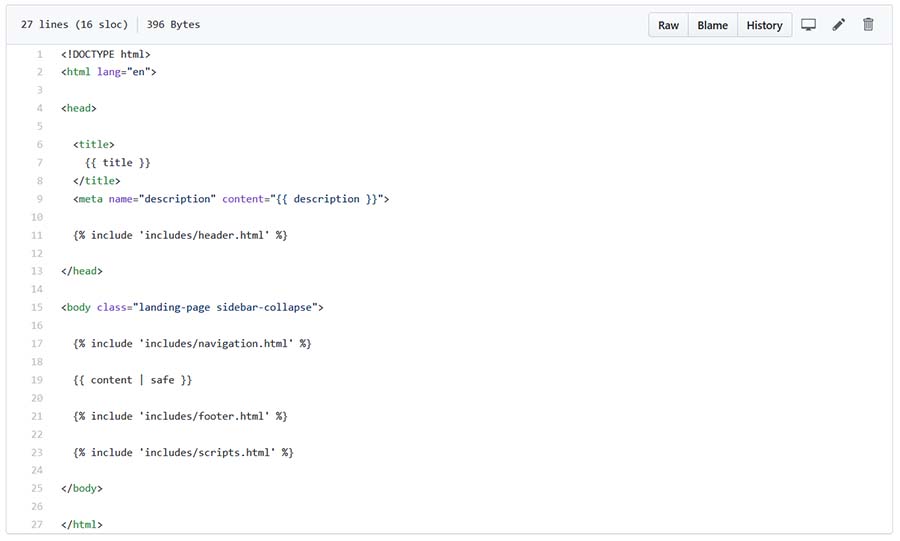 27 lines (16 sloc) 396 Bytes Raw Blame History
1 <!DOCTYPE html>
2 <html lang="en">
3
4 <head>
5
6 <title>
7 {{ title }}
8 </title>
9 <meta name="description" content="{{ description }}">
10
11 {% include 'includes/header.html' %}
12
13 </head>
14
15 <body class="landing-page sidebar-collapse">
16
17 {% include 'includes/navigation.html' %}
18
19 {{ content | safe }}
20
21 {% include 'includes/footer.html' %}
22
23 {% include 'includes/scripts.html' %}
24
25 </body>
26
27 </html>